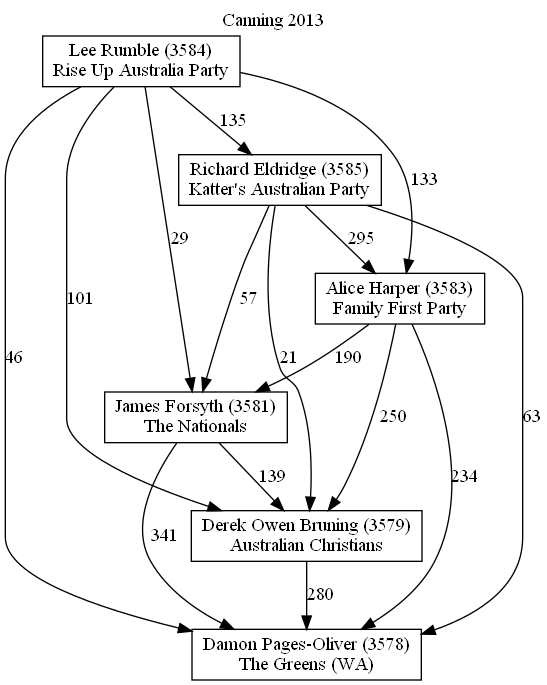 Canning 2013
Lee Rumble (3584)
Rise Up Australia Party
135
Richard Eldridge (3585)
Katter's Australian Party
133
295
29
57
101
Alice Harper (3583)
Family First Party
46
21
190
James Forsyth (3581)
The Nationals
250
63
139
234
341
Derek Owen Bruning (3579)
Australian Christians
280
Damon Pages-Oliver (3578)
The Greens (WA)